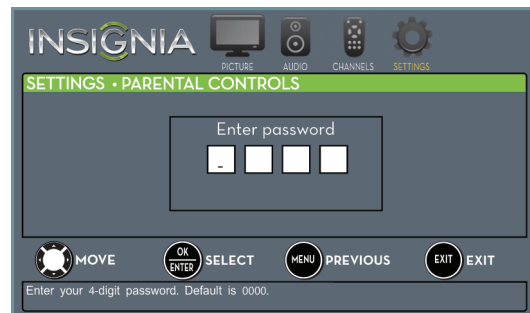 INSIGNIA
PICTURE AUDIO CHANNELS SETTINGS
SETTINGS • PARENTAL CONTROLS
Enter password
_
MOVE OK ENTER SELECT MENU PREVIOUS EXIT EXIT
Enter your 4-digit password. Default is 0000.